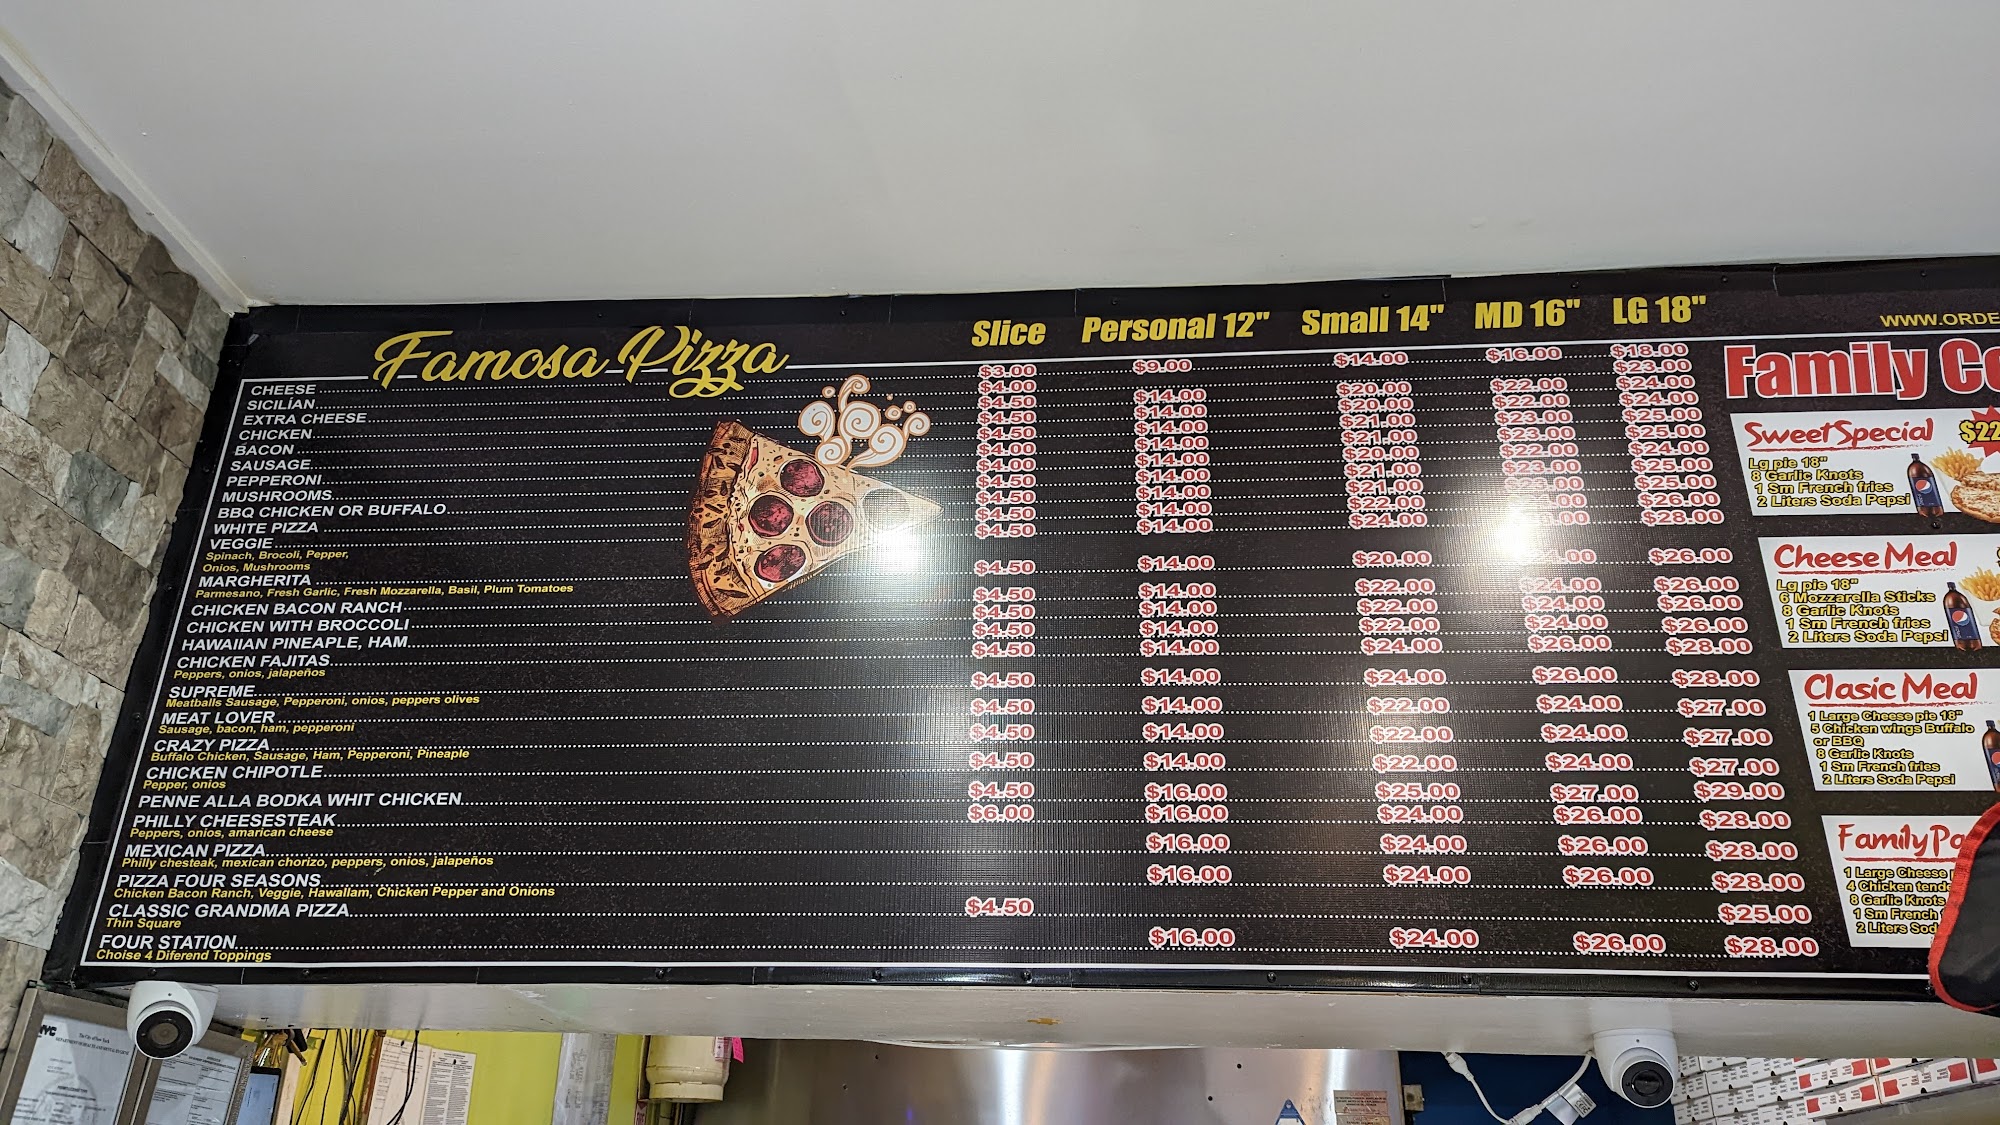 Famosa Pizza
Slice Personal 12" Small 14" MD 16" LG 18"
CHEESE $3.00 $9.00 $14.00 $16.00 $18.00
SICILÍAN $4.00 $23.00
EXTRA CHEESE $4.50 $14.00 $20.00 $22.00 $24.00
CHICKEN $4.50 $14.00 $20.00 $22.00 $24.00
BACON $4.50 $14.00 $21.00 $23.00 $25.00
SAUSAGE $4.00 $14.00 $21.00 $23.00 $25.00
PEPPERONI $4.00 $14.00 $20.00 $22.00 $24.00
MUSHROOMS $4.50 $14.00 $21.00 $23.00 $25.00
BBQ CHICKEN OR BUFFALO $4.50 $14.00 $21.00 $25.00
WHITE PIZZA $4.50 $14.00 $22.00 $26.00
VEGGIE $4.50 $14.00 $24.00 $28.00
Spinach, Brocoli, Pepper,
Onios, Mushrooms
MARGHERITA $4.50 $14.00 $20.00 $26.00
Parmesano, Fresh Garlic, Fresh Mozzarella, Basil, Plum Tomatoes
CHICKEN BACON RANCH $4.50 $14.00 $22.00 $24.00 $26.00
CHICKEN WITH BROCCOLI $4.50 $14.00 $22.00 $24.00 $26.00
HAWAIIAN PINEAPLE, HAM $4.50 $14.00 $22.00 $24.00 $26.00
CHICKEN FAJITAS $4.50 $14.00 $24.00 $26.00 $28.00
Peppers, onios, jalapeños
SUPREME $4.50 $14.00 $24.00 $26.00 $28.00
Meatballs Sausage, Pepperoni, onios, peppers olives
MEAT LOVER $4.50 $14.00 $22.00 $24.00 $27.00
Sausage, bacon, ham, pepperoni
CRAZY PIZZA $4.50 $14.00 $22.00 $24.00 $27.00
Buffalo Chicken, Sausage, Ham, Pepperoni, Pineaple
CHICKEN CHIPOTLE $4.50 $14.00 $22.00 $24.00 $27.00
Pepper, onios
PENNE ALLA BODKA WHIT CHICKEN $4.50 $16.00 $25.00 $27.00 $29.00
PHILLY CHEESESTEAK $6.00 $16.00 $24.00 $26.00 $28.00
Peppers, onios, amarican cheese
MEXICAN PIZZA $16.00 $24.00 $26.00 $28.00
Philly chesteak, mexican chorizo, peppers, onios, jalapeños
PIZZA FOUR SEASONS $16.00 $24.00 $26.00 $28.00
Chicken Bacon Ranch, Veggie, Hawaiiam, Chicken Pepper and Onions
CLASSIC GRANDMA PIZZA $4.50 $25.00
Thin Square
FOUR STATION $16.00 $24.00 $26.00 $28.00
Choise 4 Diferend Toppings
WWW.ORDE
Family Co
Sweet Special $22
Lg pie 18"
8 Garlic Knots
1 Sm French fries
2 Liters Soda Pepsi
Cheese Meal
Lg pie 18"
6 Mozzarella Sticks
8 Garlic Knots
1 Sm French fries
2 Liters Soda Pepsi
Clasic Meal
1 Large Cheese pie 18"
5 Chicken wings Buffalo
or BBQ
8 Garlic Knots
1 Sm French fries
2 Liters Soda Pepsi
Family Pa
1 Large Cheese p
4 Chicken tende
8 Garlic Knots
1 Sm French
2 Liters Sod
NYC